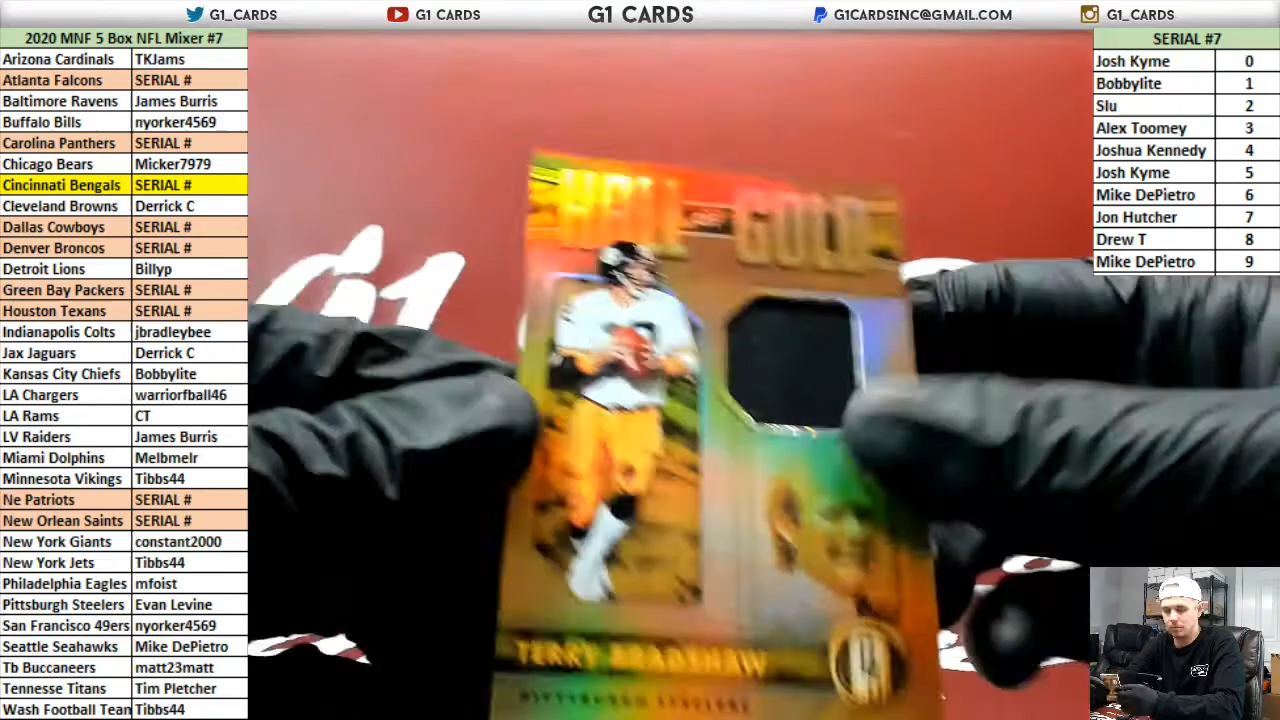 G1_CARDS
G1 CARDS
G1 CARDS
G1CARDSINC@GMAIL.COM
G1_CARDS
2020 MNF 5 Box NFL Mixer #7
Arizona Cardinals TKJams
Atlanta Falcons SERIAL #
Baltimore Ravens James Burris
Buffalo Bills nyorker4569
Carolina Panthers SERIAL #
Chicago Bears Micker7979
Cincinnati Bengals SERIAL #
Cleveland Browns Derrick C
Dallas Cowboys SERIAL #
Denver Broncos SERIAL #
Detroit Lions Billyp
Green Bay Packers SERIAL #
Houston Texans SERIAL #
Indianapolis Colts jbradleybee
Jax Jaguars Derrick C
Kansas City Chiefs Bobbylite
LA Chargers warriorfball46
LA Rams CT
LV Raiders James Burris
Miami Dolphins Melbmelr
Minnesota Vikings Tibbs44
Ne Patriots SERIAL #
New Orlean Saints SERIAL #
New York Giants constant2000
New York Jets Tibbs44
Philadelphia Eagles mfoist
Pittsburgh Steelers Evan Levine
San Francisco 49ers nyorker4569
Seattle Seahawks Mike DePietro
Tb Buccaneers matt23matt
Tennesse Titans Tim Pletcher
Wash Football Team Tibbs44
SERIAL #7
Josh Kyme 0
Bobbylite 1
Slu 2
Alex Toomey 3
Joshua Kennedy 4
Josh Kyme 5
Mike DePietro 6
Jon Hutcher 7
Drew T 8
Mike DePietro 9
G1
HALL OF GOLD
TERRY BRADSHAW
PITTSBURGH STEELERS